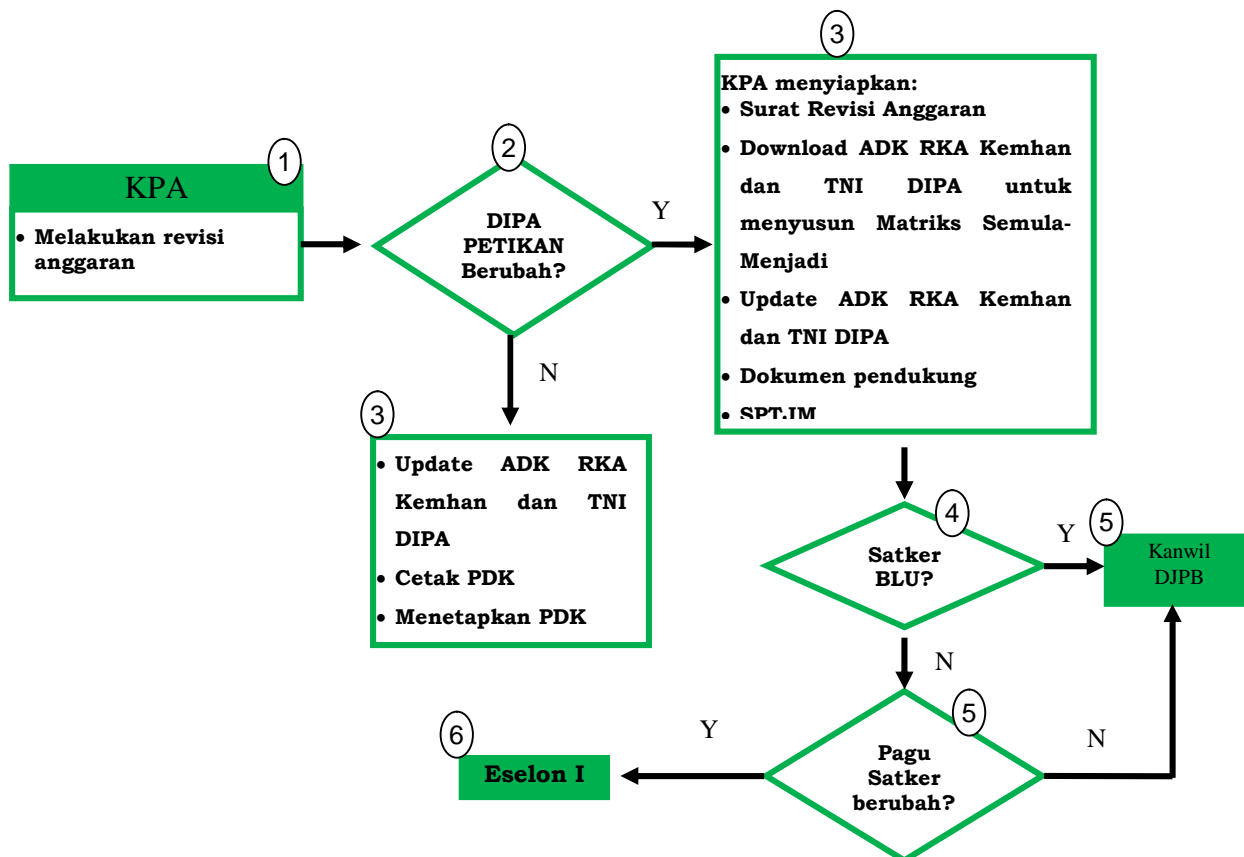 1
KPA
• Melakukan revisi
anggaran
2
DIPA
PETIKAN
Berubah?
Y
N
3
KPA menyiapkan:
• Surat Revisi Anggaran
• Download ADK RKA Kemhan
dan TNI DIPA untuk
menyusun Matriks Semula-
Menjadi
• Update ADK RKA Kemhan
dan TNI DIPA
• Dokumen pendukung
• SPTJM
3
• Update ADK RKA
Kemhan dan TNI
DIPA
• Cetak PDK
• Menetapkan PDK
4
Satker
BLU?
Y
N
5
Kanwil
DJPB
5
Pagu
Satker
berubah?
Y
N
6
Eselon I